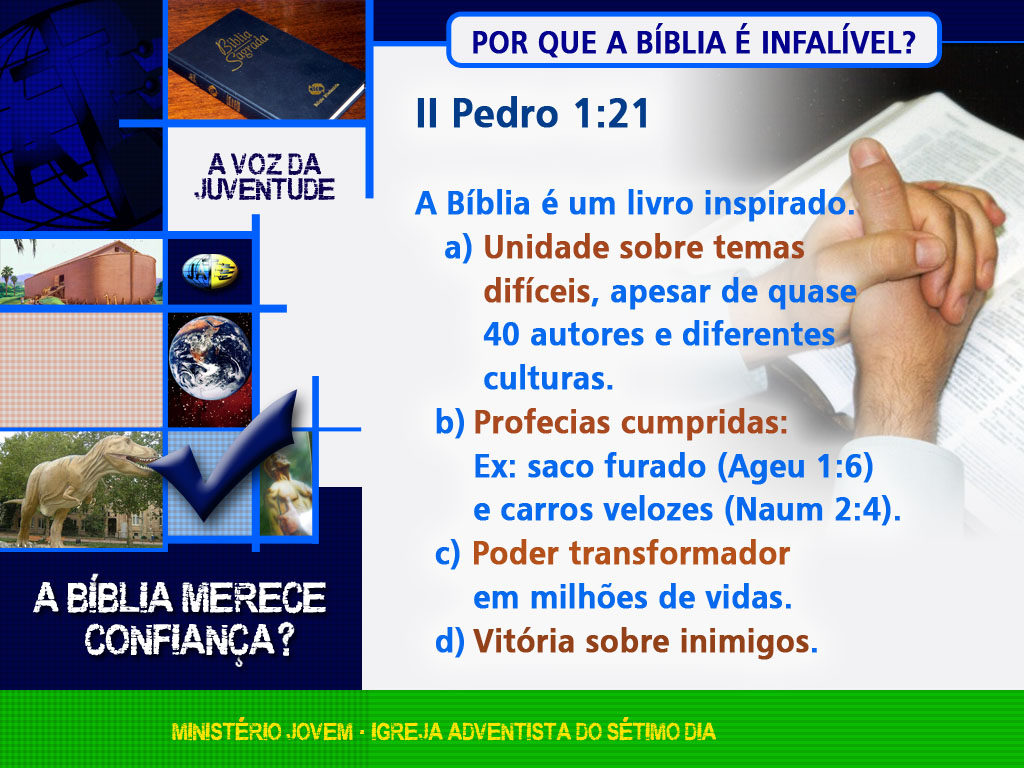 POR QUE A BÍBLIA É INFALÍVEL?
Bíblia
Sagrada
A VOZ DA
JUVENTUDE
II Pedro 1:21
A Bíblia é um livro inspirado.
a) Unidade sobre temas
difíceis, apesar de quase
40 autores e diferentes
culturas.
b) Profecias cumpridas:
Ex: saco furado (Ageu 1:6)
e carros velozes (Naum 2:4).
c) Poder transformador
em milhões de vidas.
d) Vitória sobre inimigos.
A BÍBLIA MERECE
CONFIANÇA?
MINISTÉRIO JOVEM - IGREJA ADVENTISTA DO SÉTIMO DIA